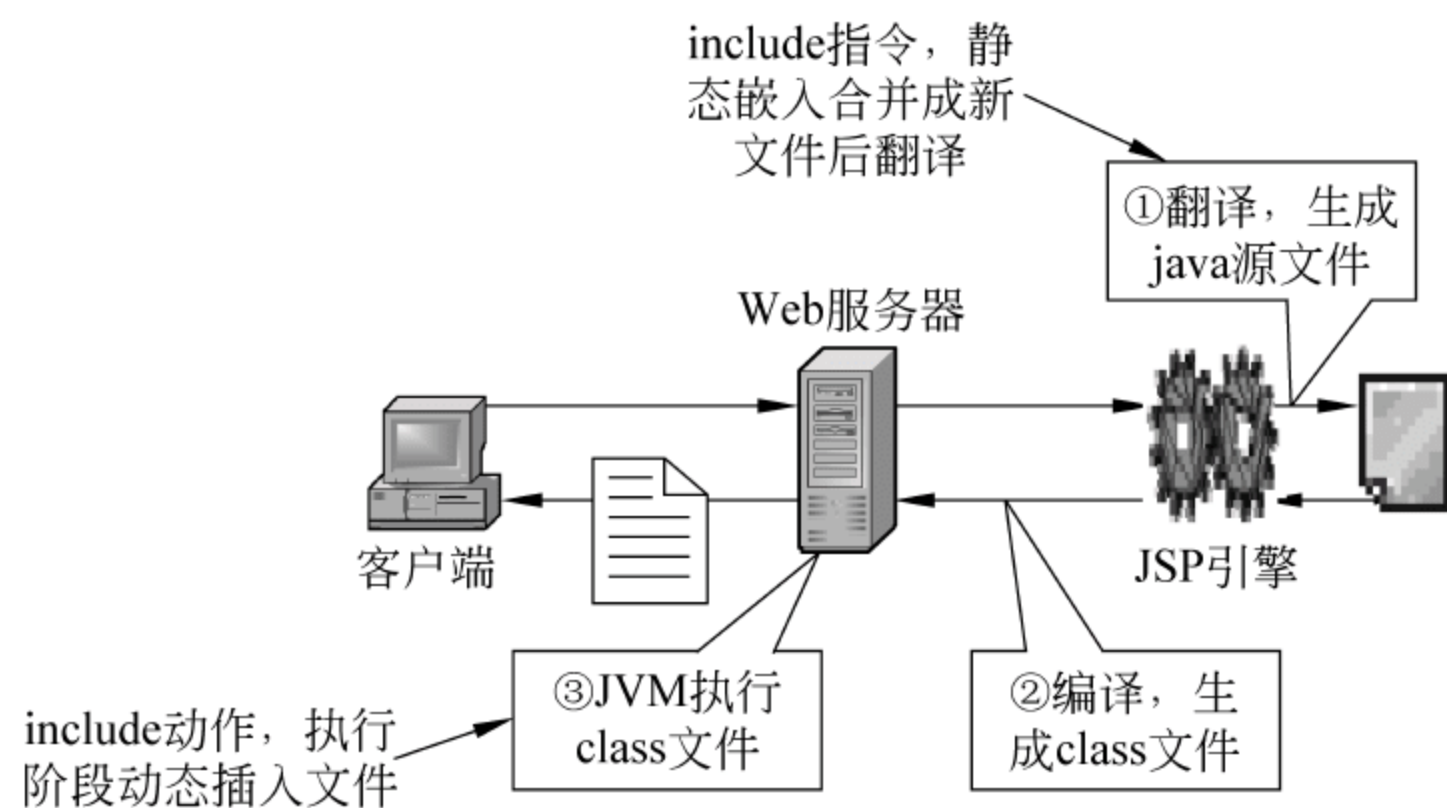 include指令，静
态嵌入合并成新
文件后翻译
①翻译，生成
java源文件
Web服务器
客户端
JSP引擎
③JVM执行
class文件
②编译，生
成class文件
include动作，执行
阶段动态插入文件